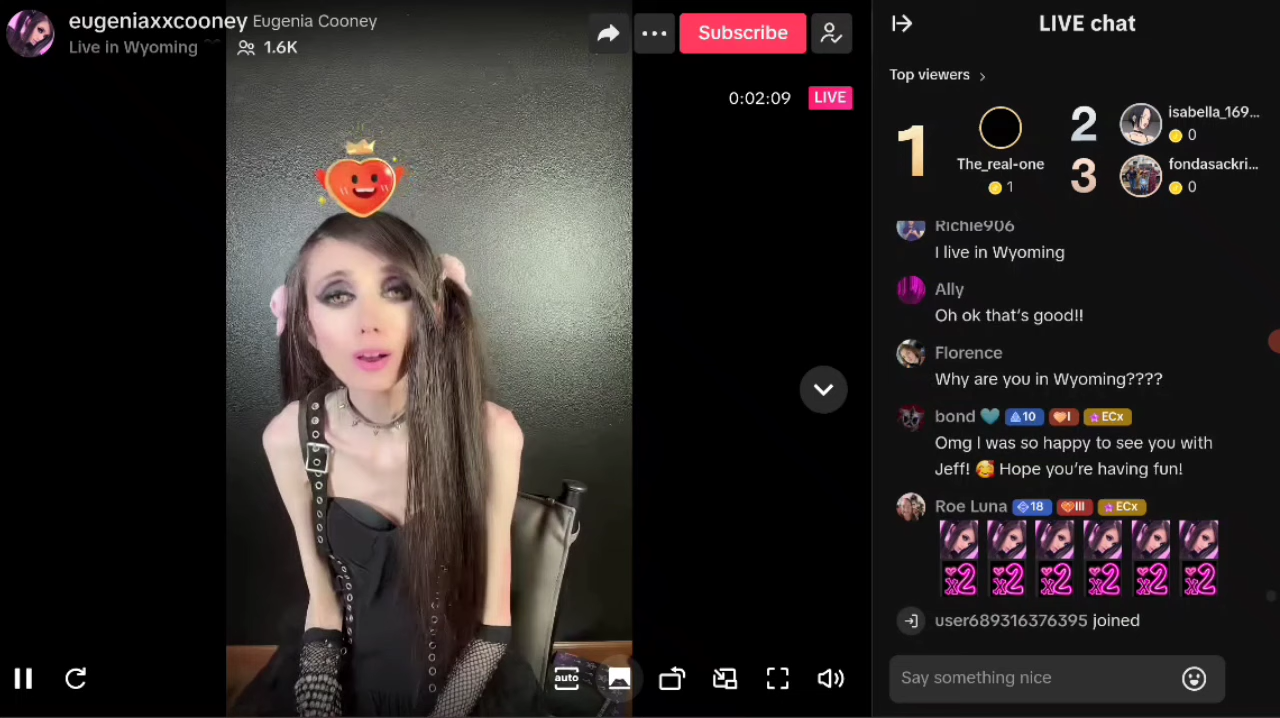 eugeniaxxcooney Eugenia Cooney
Live in Wyoming
1.6K
Subscribe
0:02:09
LIVE
auto
LIVE chat
Top viewers
1
The_real-one
1
2
isabella_169...
0
3
fondasackri...
0
Richie906
I live in Wyoming
Ally
Oh ok that's good!!
Florence
Why are you in Wyoming????
bond 🩵 10 I ECx
Omg I was so happy to see you with
Jeff! 🥰 Hope you're having fun!
Roe Luna 18 III ECx
x2 x2 x2 x2 x2 x2
user689316376395 joined
Say something nice